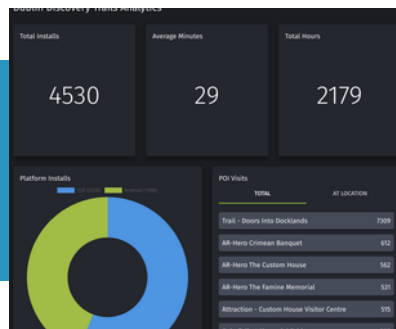 Dublin Discovery Trails Analytics
Total Installs
Average Minutes
Total Hours
4530
29
2179
Platform Installs
POI Visits
TOTAL
AT LOCATION
Trail - Doors Into Docklands 7309
AR-Hero Crimean Banquet 612
AR-Hero The Custom House 562
AR-Hero The Famine Memorial 531
Attraction - Custom House Visitor Centre 515